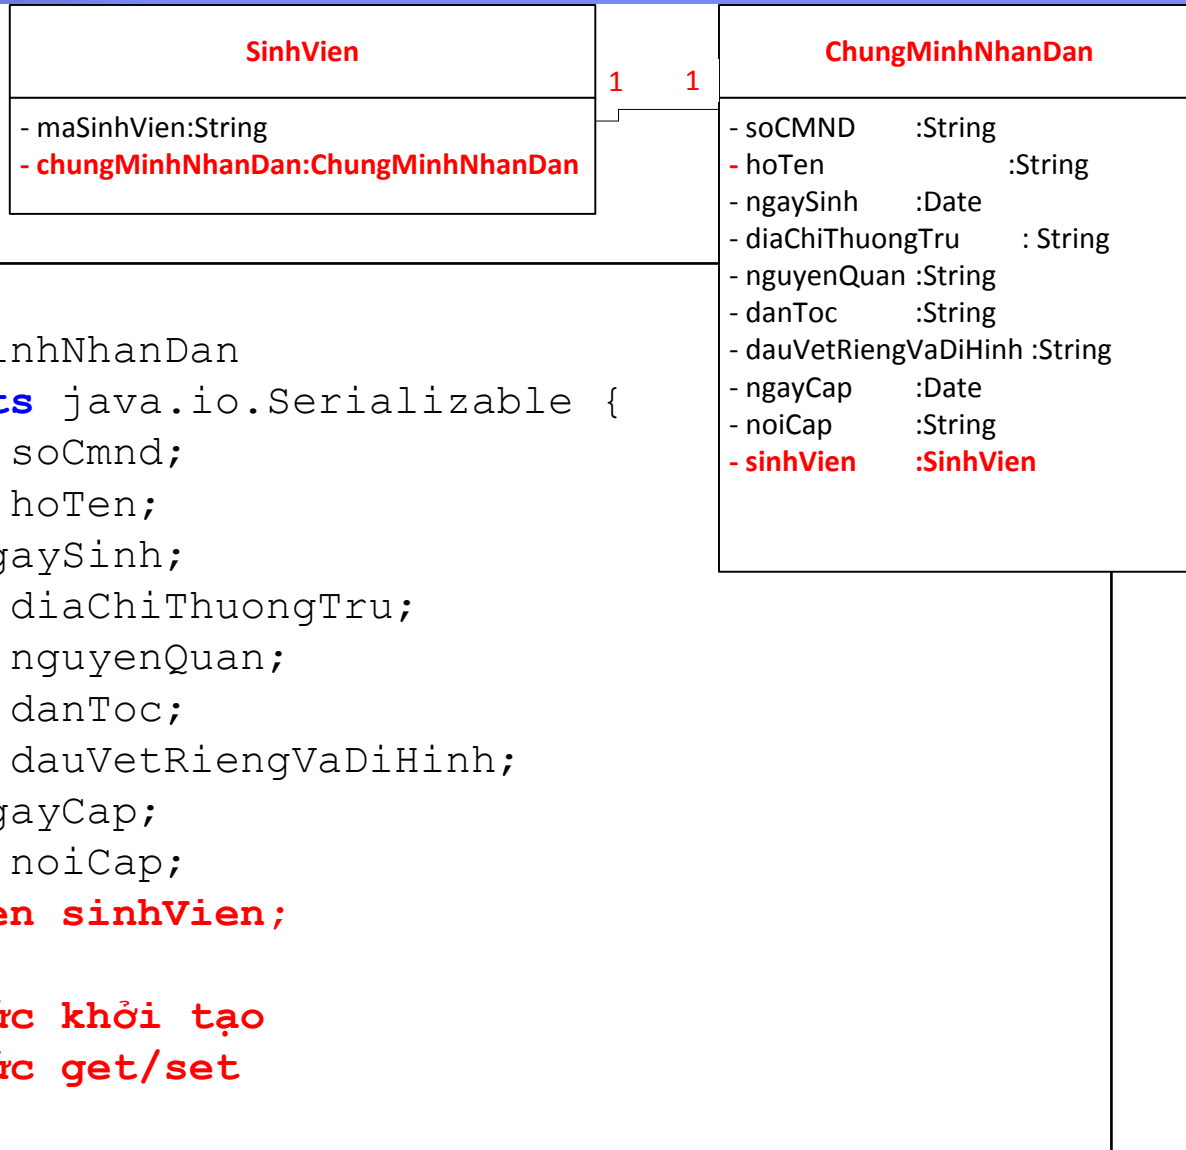 SinhVien
1 1
- maSinhVien:String
- chungMinhNhanDan:ChungMinhNhanDan
ChungMinhNhanDan
- soCMND :String
- hoTen :String
- ngaySinh :Date
- diaChiThuongTru : String
- nguyenQuan :String
- danToc :String
- dauVetRiengVaDiHinh :String
- ngayCap :Date
- noiCap :String
- sinhVien :SinhVien
inhNhanDan
ts java.io.Serializable {
soCmnd;
hoTen;
gaySinh;
diaChiThuongTru;
nguyenQuan;
danToc;
dauVetRiengVaDiHinh;
gayCap;
noiCap;
en sinhVien;
ức khởi tạo
ức get/set